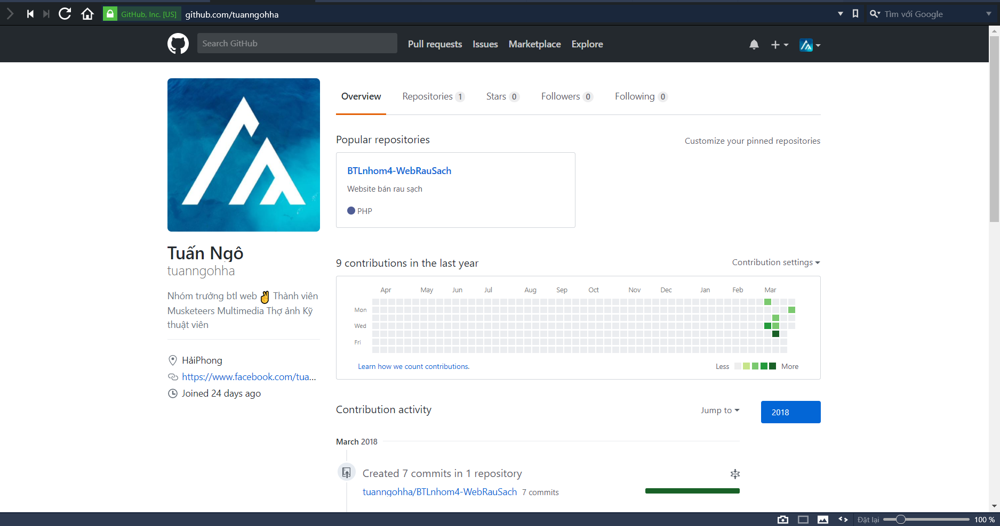 GitHub, Inc. [US] github.com/tuanngohha Tìm với Google
Search GitHub Pull requests Issues Marketplace Explore
Overview Repositories 1 Stars 0 Followers 0 Following 0
Popular repositories Customize your pinned repositories
BTLnhom4-WebRauSach
Website bán rau sạch
PHP
Tuấn Ngô
tuanngohha
Nhóm trưởng btl web ✌ Thành viên
Musketeers Multimedia Thợ ảnh Kỹ
thuật viên
HảiPhong
https://www.facebook.com/tua...
Joined 24 days ago
9 contributions in the last year Contribution settings
Apr May Jun Jul Aug Sep Oct Nov Dec Jan Feb Mar
Mon
Wed
Fri
Learn how we count contributions. Less More
Contribution activity Jump to 2018
March 2018
Created 7 commits in 1 repository
tuanngohha/BTLnhom4-WebRauSach 7 commits
Đặt lại 100 %